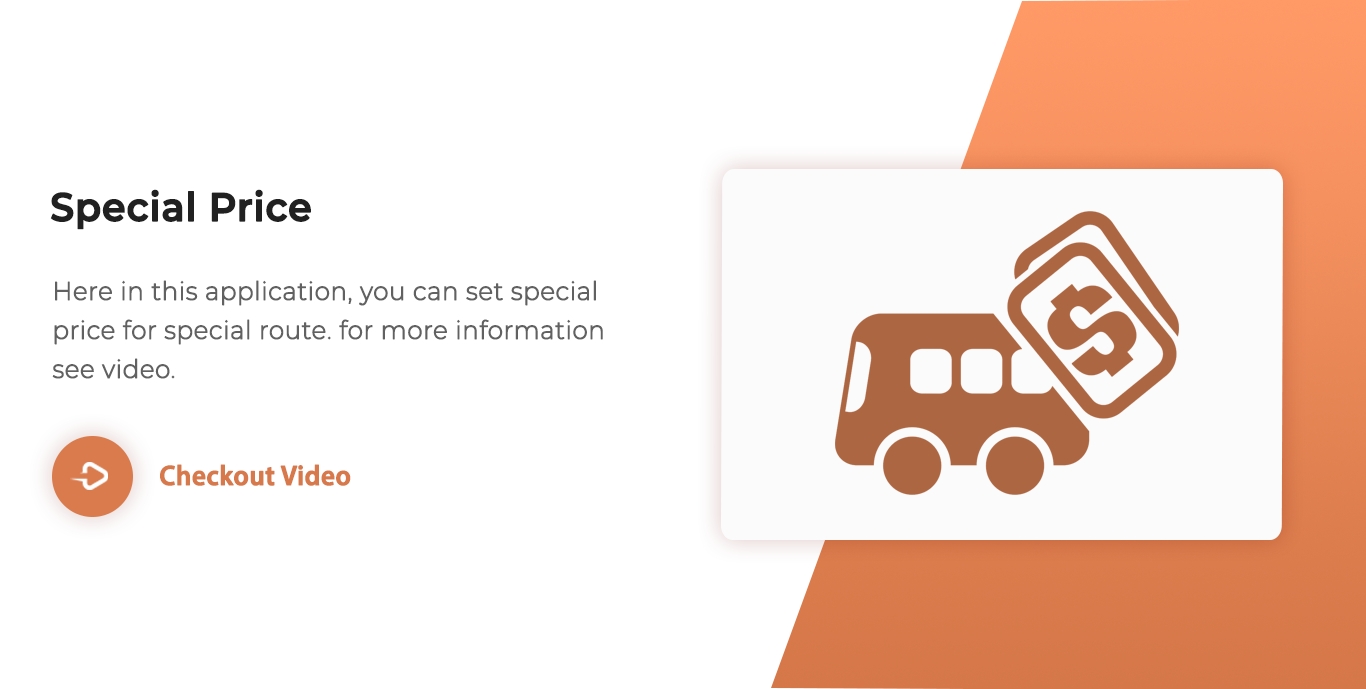 Special Price
Here in this application, you can set special
price for special route. for more information
see video.
Checkout Video
$